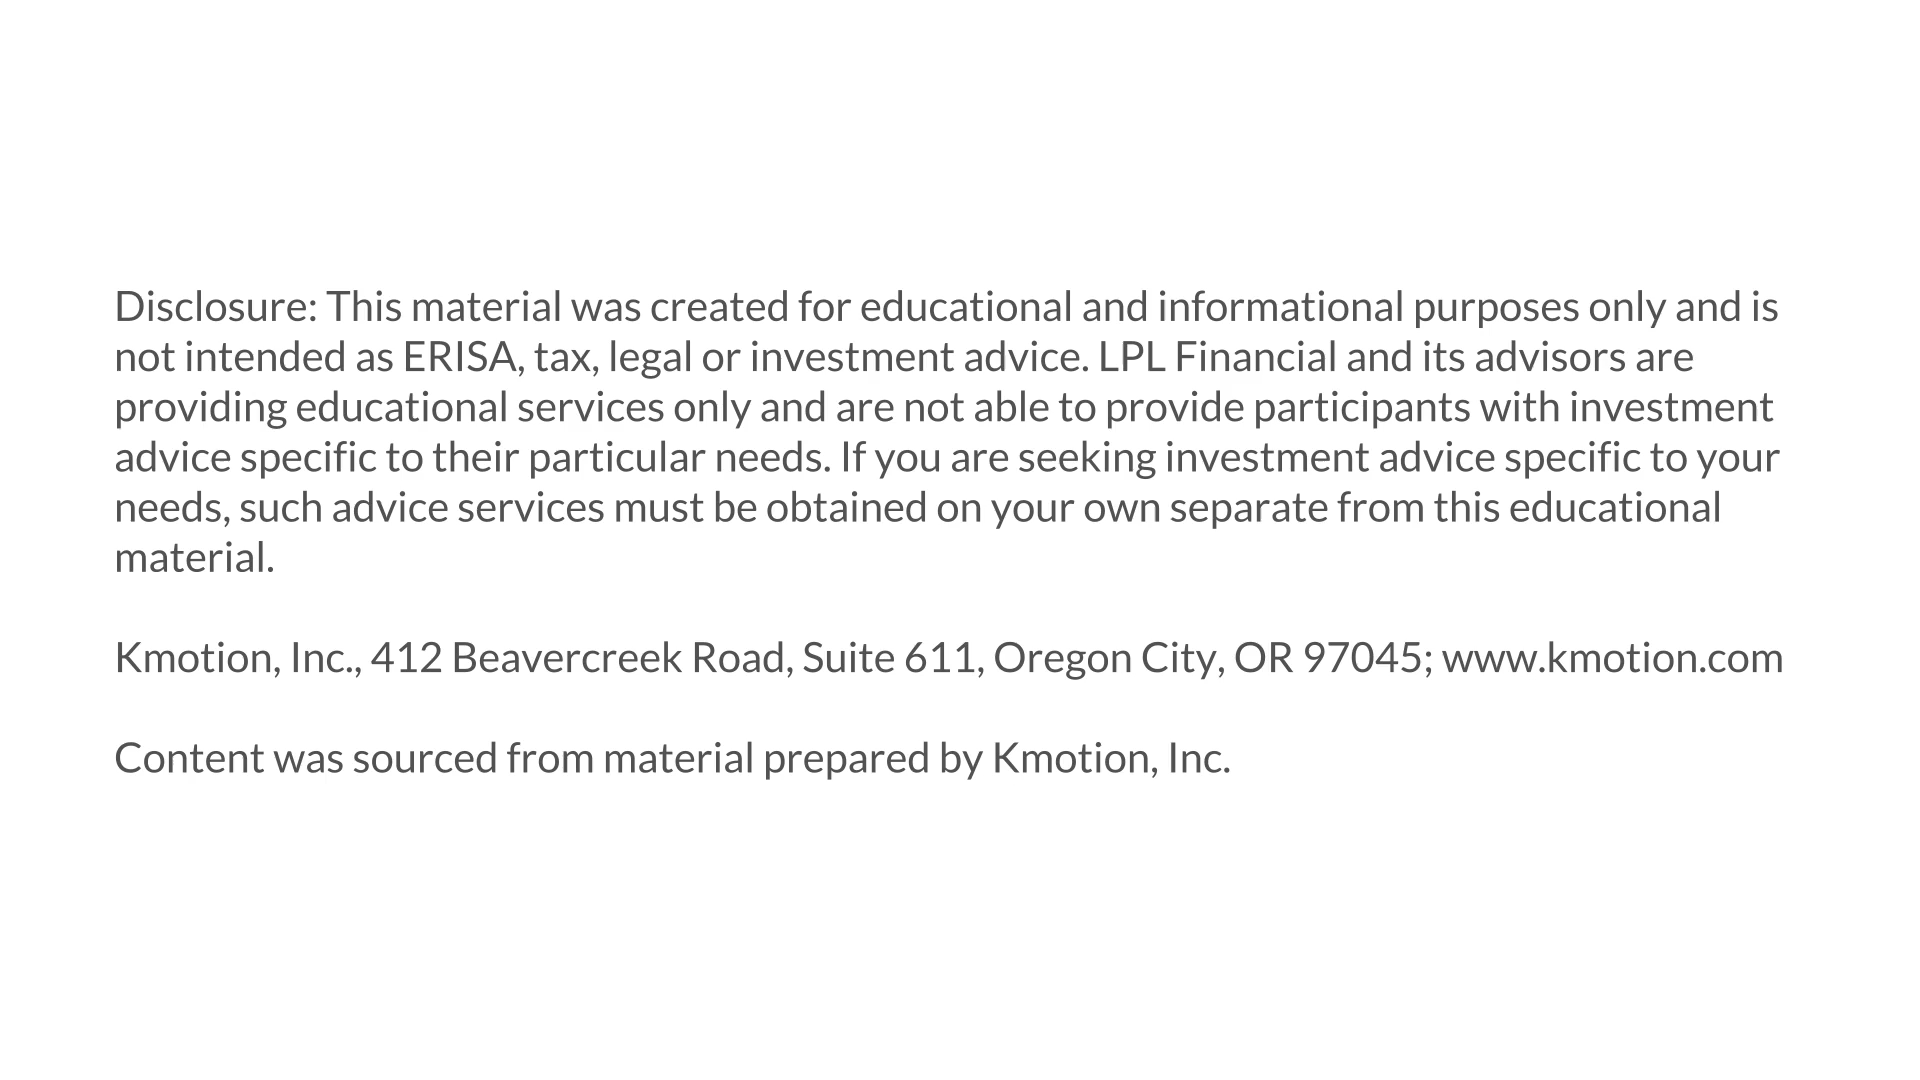 Disclosure: This material was created for educational and informational purposes only and is
not intended as ERISA, tax, legal or investment advice. LPL Financial and its advisors are
providing educational services only and are not able to provide participants with investment
advice specific to their particular needs. If you are seeking investment advice specific to your
needs, such advice services must be obtained on your own separate from this educational
material.
Kmotion, Inc., 412 Beavercreek Road, Suite 611, Oregon City, OR 97045; www.kmotion.com
Content was sourced from material prepared by Kmotion, Inc.